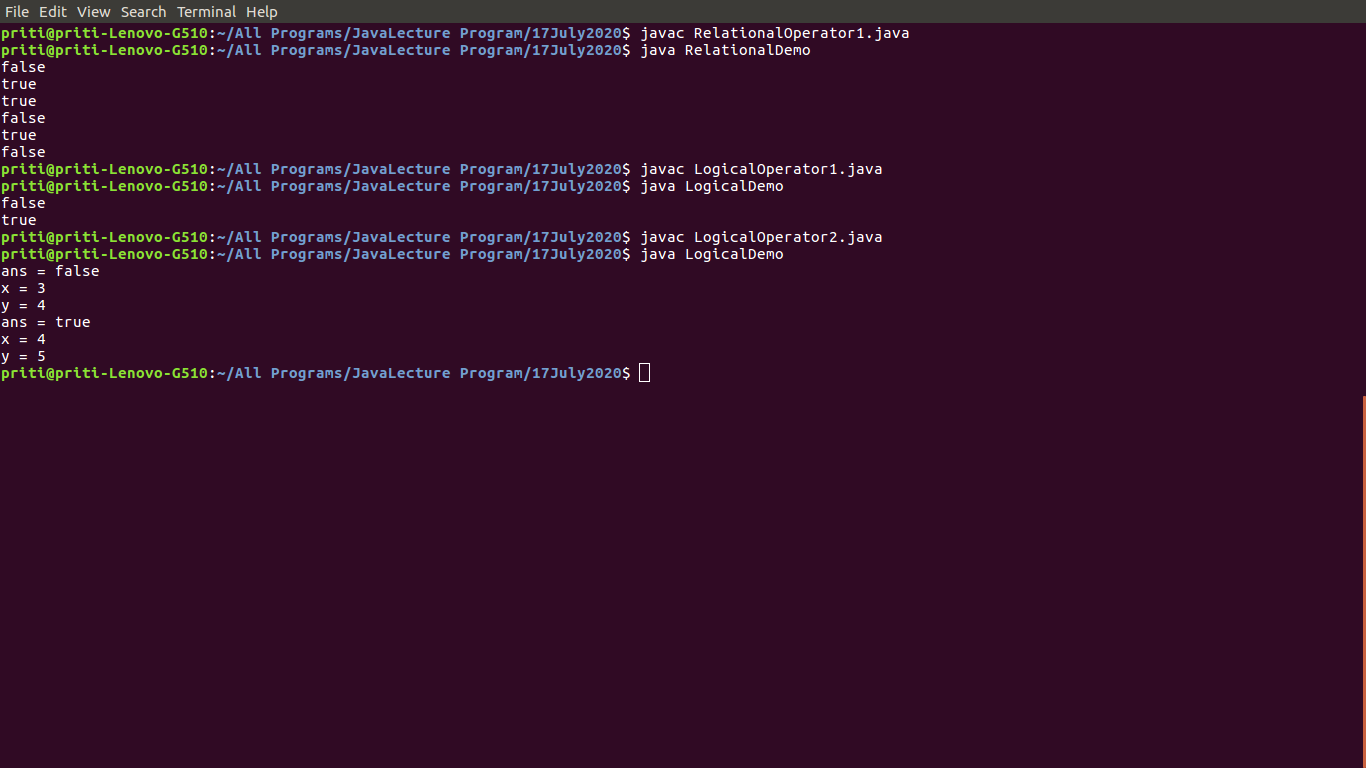 File Edit View Search Terminal Help
priti@priti-Lenovo-G510:~/All Programs/JavaLecture Program/17July2020$ javac RelationalOperator1.java
priti@priti-Lenovo-G510:~/All Programs/JavaLecture Program/17July2020$ java RelationalDemo
false
true
true
false
true
false
priti@priti-Lenovo-G510:~/All Programs/JavaLecture Program/17July2020$ javac LogicalOperator1.java
priti@priti-Lenovo-G510:~/All Programs/JavaLecture Program/17July2020$ java LogicalDemo
false
true
priti@priti-Lenovo-G510:~/All Programs/JavaLecture Program/17July2020$ javac LogicalOperator2.java
priti@priti-Lenovo-G510:~/All Programs/JavaLecture Program/17July2020$ java LogicalDemo
ans = false
x = 3
y = 4
ans = true
x = 4
y = 5
priti@priti-Lenovo-G510:~/All Programs/JavaLecture Program/17July2020$